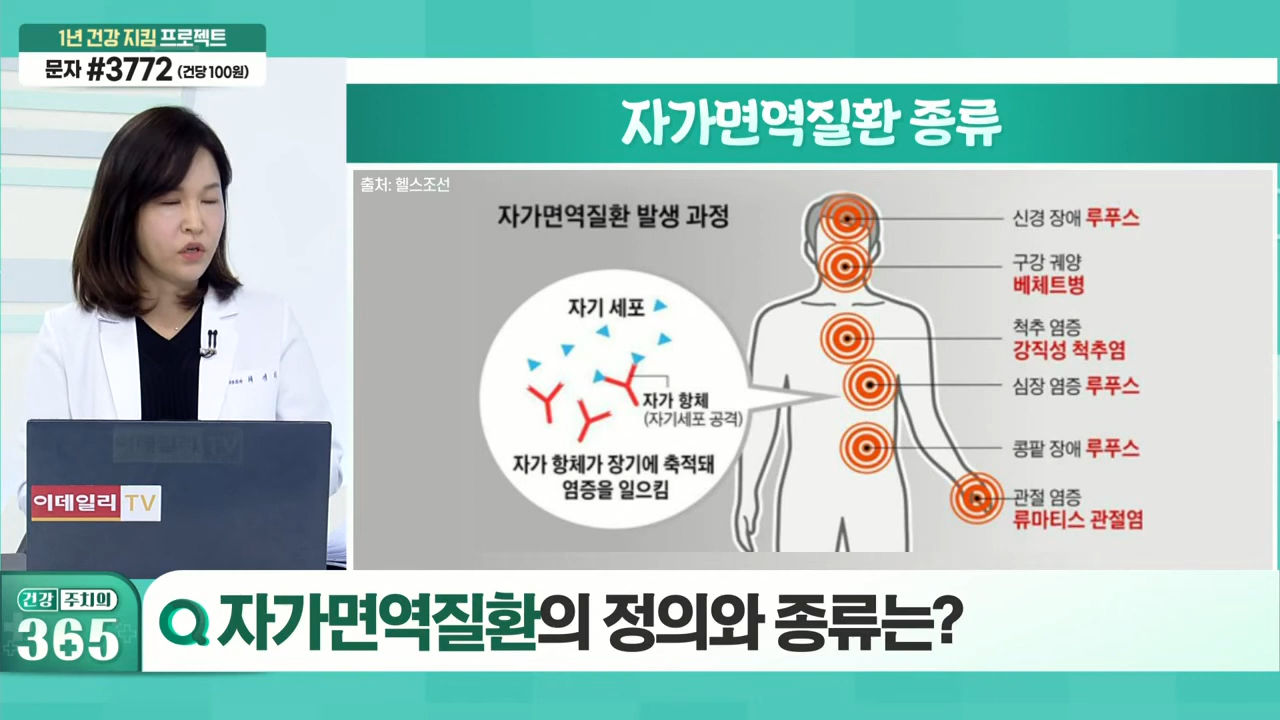 1년 건강 지킴 프로젝트
문자 #3772 (건당 100원)
자가면역질환 종류
출처: 헬스조선
자가면역질환 발생 과정
자기 세포
자가 항체
(자기세포 공격)
자가 항체가 장기에 축적돼
염증을 일으킴
신경 장애 루푸스
구강 궤양
베체트병
척추 염증
강직성 척추염
심장 염증 루푸스
콩팥 장애 루푸스
관절 염증
류마티스 관절염
이데일리 TV
건강 주치의
365
Q 자가면역질환의 정의와 종류는?